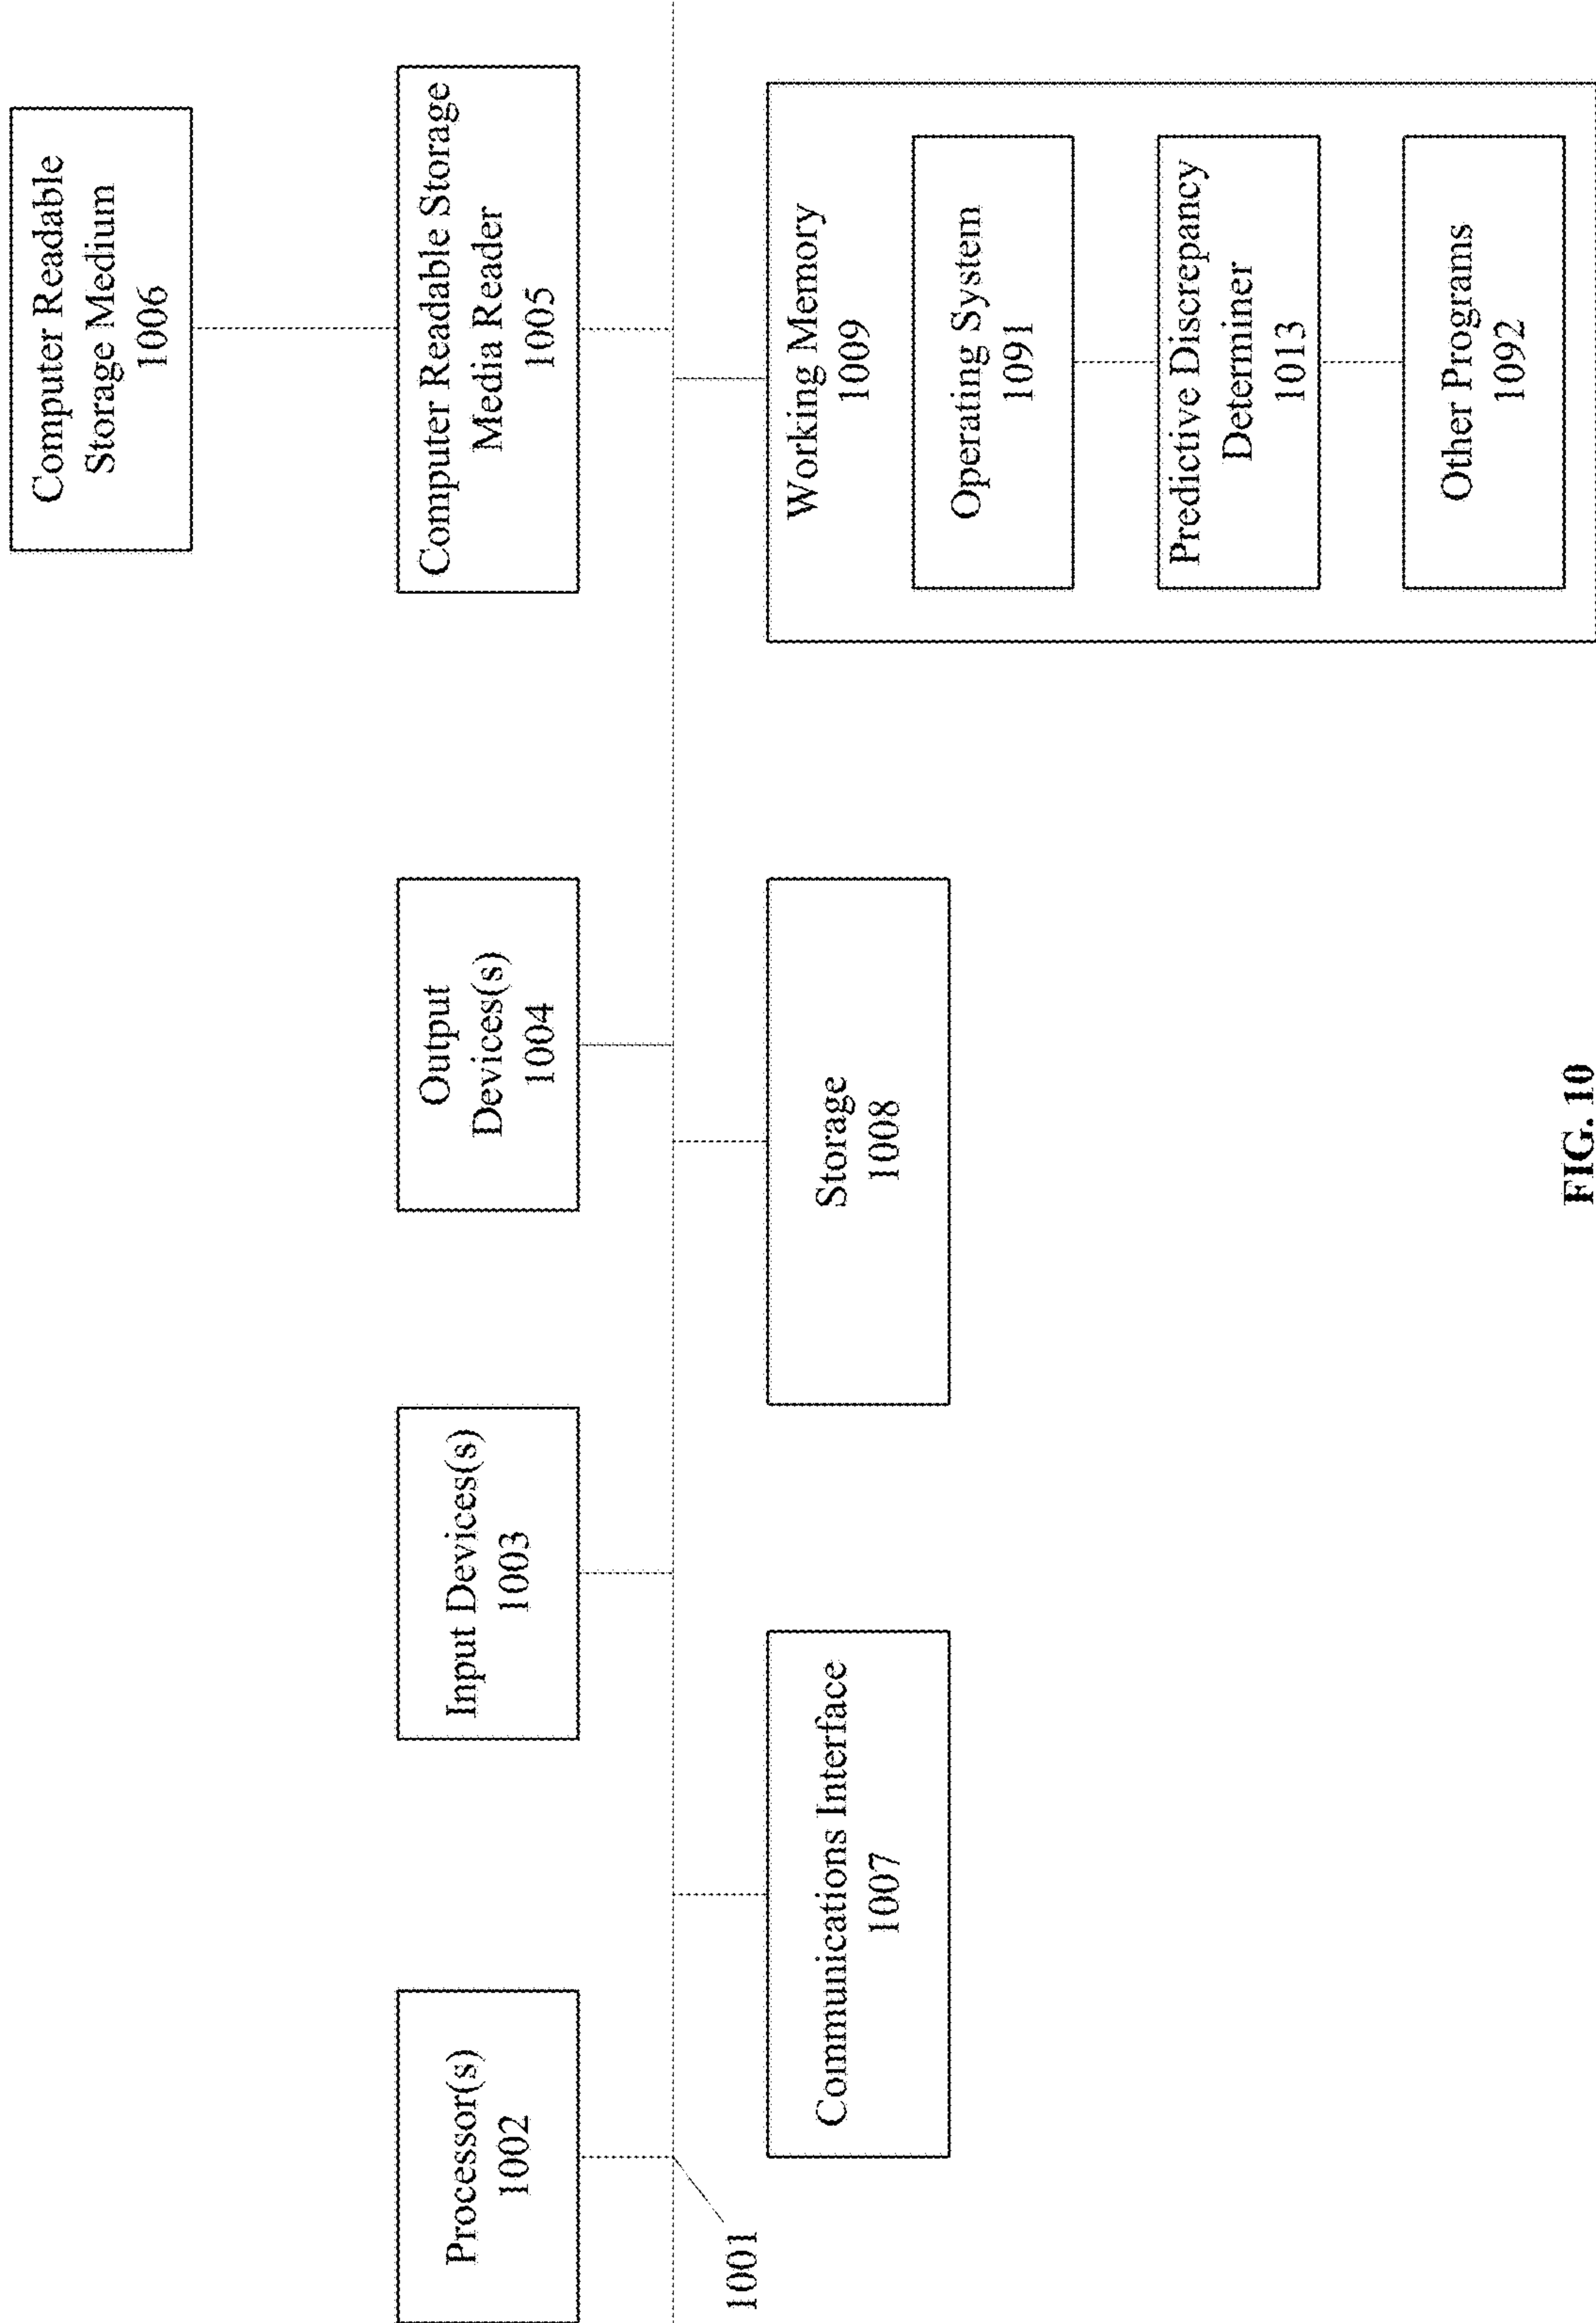 Computer Readable
Storage Medium
1006
Processor(s)
1002
Input Devices(s)
1003
Output
Devices(s)
1004
Computer Readable Storage
Media Reader
1005
1001
Communications Interface
1007
Storage
1008
Working Memory
1009
Operating System
1091
Predictive Discrepancy
Determiner
1013
Other Programs
1092
FIG. 10